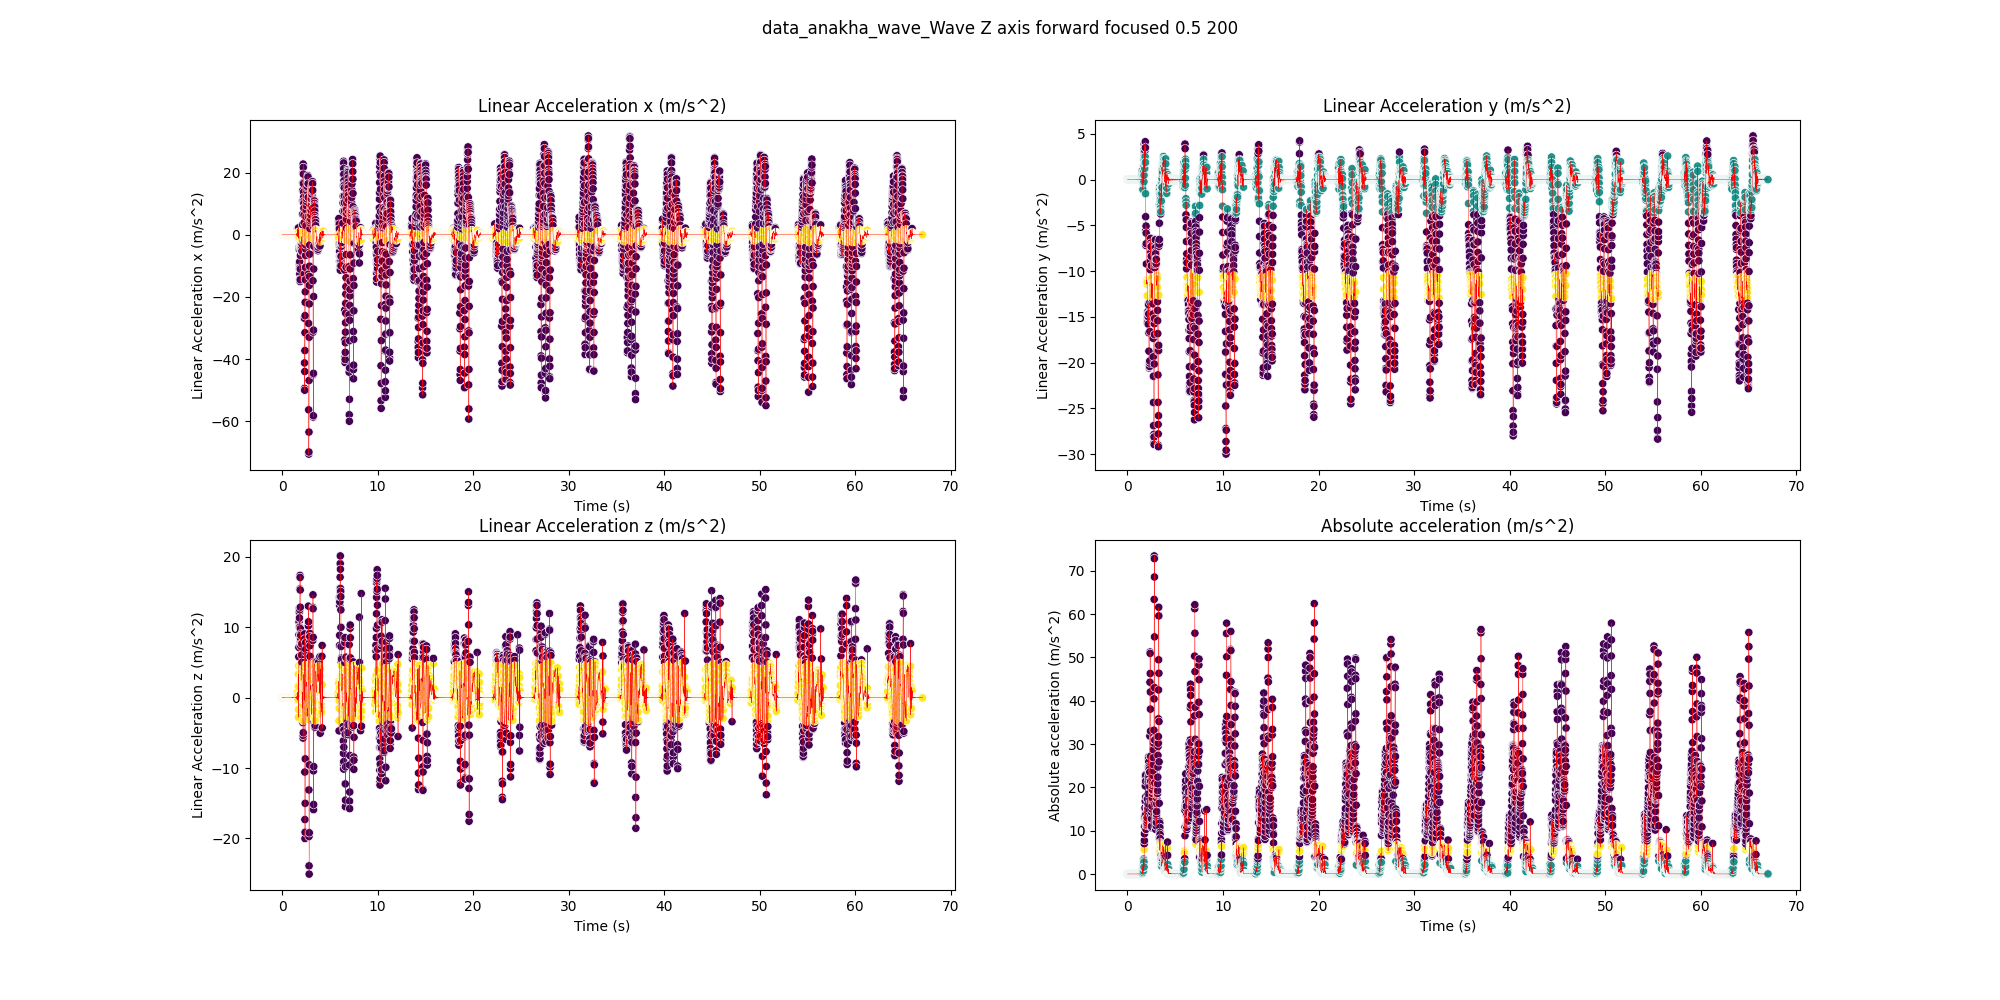 data_anakha_wave_Wave Z axis forward focused 0.5 200
Linear Acceleration x (m/s^2)
Linear Acceleration x (m/s^2)
20
0
−20
−40
−60
0 10 20 30 40 50 60 70
Time (s)
Linear Acceleration y (m/s^2)
Linear Acceleration y (m/s^2)
5
0
−5
−10
−15
−20
−25
−30
0 10 20 30 40 50 60 70
Time (s)
Linear Acceleration z (m/s^2)
Linear Acceleration z (m/s^2)
20
10
0
−10
−20
0 10 20 30 40 50 60 70
Time (s)
Absolute acceleration (m/s^2)
Absolute acceleration (m/s^2)
70
60
50
40
30
20
10
0
0 10 20 30 40 50 60 70
Time (s)